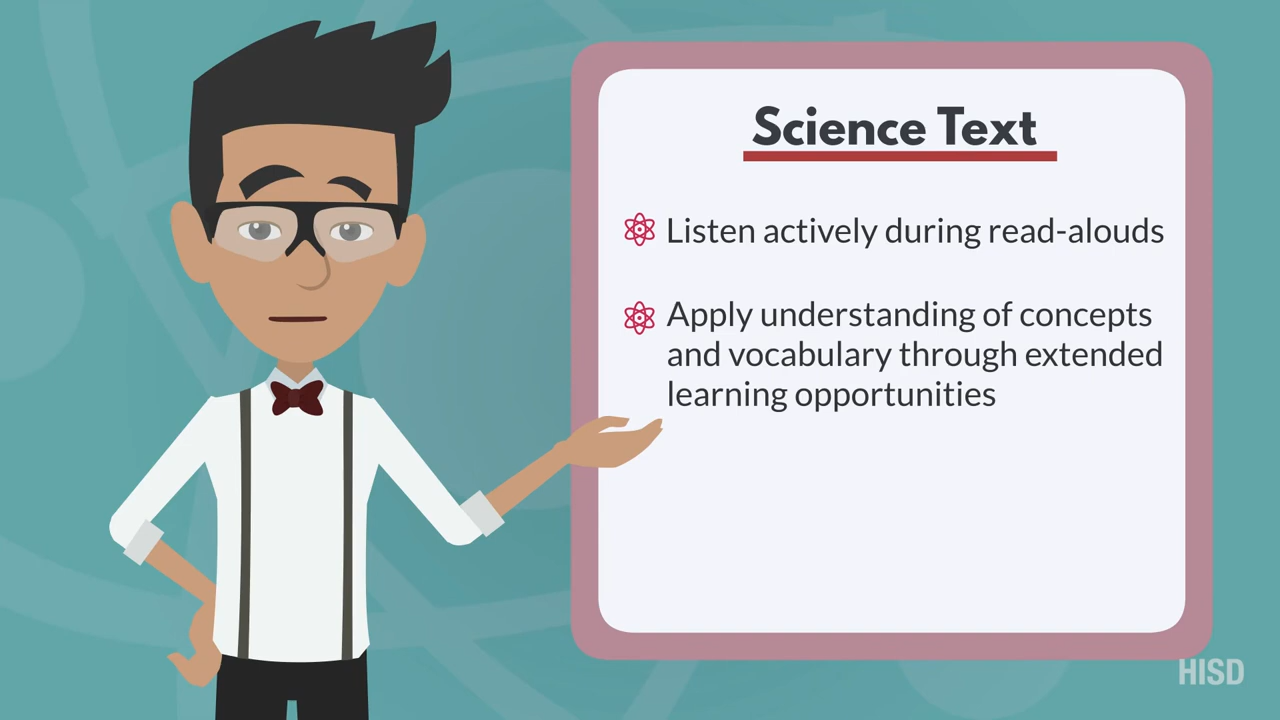 Science Text
Listen actively during read-alouds
Apply understanding of concepts
and vocabulary through extended
learning opportunities
HISD